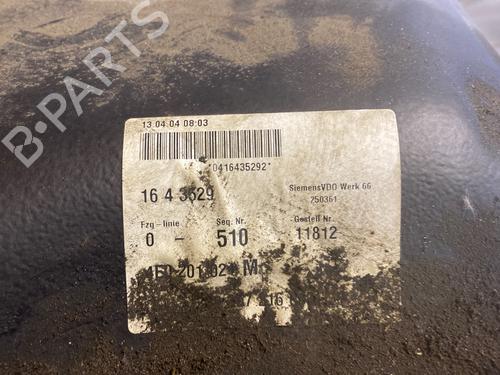 B-PARTS
13 04.04 08:03
0416435292*
16 4 3529 SiemensVDO Werk 66
250361
Fzg-linie Seq. Nr. Gestell Nr.
0 - 510 11812
M